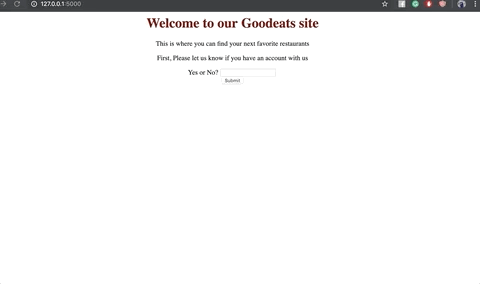 127.0.0.1:5000
Welcome to our Goodeats site
This is where you can find your next favorite restaurants
First, Please let us know if you have an account with us
Yes or No?
Submit